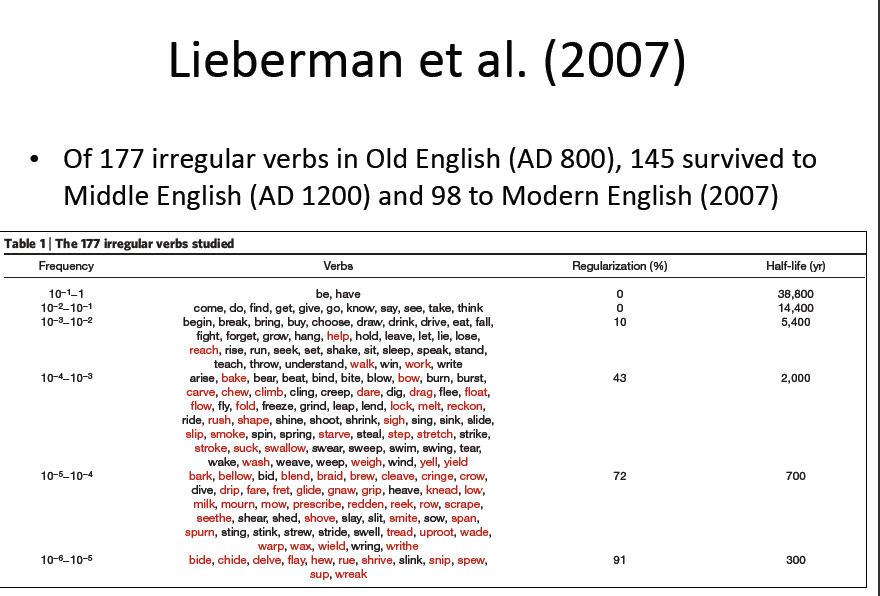 Lieberman et al. (2007)
• Of 177 irregular verbs in Old English (AD 800), 145 survived to
Middle English (AD 1200) and 98 to Modern English (2007)
Table 1 | The 177 irregular verbs studied
Frequency Verbs Regularization (%) Half-life (yr)
10⁻¹–1 be, have 0 38,800
10⁻²–10⁻¹ come, do, find, get, give, go, know, say, see, take, think 0 14,400
10⁻³–10⁻² begin, break, bring, buy, choose, draw, drink, drive, eat, fall, 10 5,400
fight, forget, grow, hang, help, hold, leave, let, lie, lose,
reach, rise, run, seek, set, shake, sit, sleep, speak, stand,
teach, throw, understand, walk, win, work, write
10⁻⁴–10⁻³ arise, bake, bear, beat, bind, bite, blow, bow, burn, burst, 43 2,000
carve, chew, climb, cling, creep, dare, dig, drag, flee, float,
flow, fly, fold, freeze, grind, leap, lend, lock, melt, reckon,
ride, rush, shape, shine, shoot, shrink, sigh, sing, sink, slide,
slip, smoke, spin, spring, starve, steal, step, stretch, strike,
stroke, suck, swallow, swear, sweep, swim, swing, tear,
wake, wash, weave, weep, weigh, wind, yell, yield
10⁻⁵–10⁻⁴ bark, bellow, bid, blend, braid, brew, cleave, cringe, crow, 72 700
dive, drip, fare, fret, glide, gnaw, grip, heave, knead, low,
milk, mourn, mow, prescribe, redden, reek, row, scrape,
seethe, shear, shed, shove, slay, slit, smite, sow, span,
spurn, sting, stink, strew, stride, swell, tread, uproot, wade,
warp, wax, wield, wring, writhe
10⁻⁶–10⁻⁵ bide, chide, delve, flay, hew, rue, shrive, slink, snip, spew, 91 300
sup, wreak